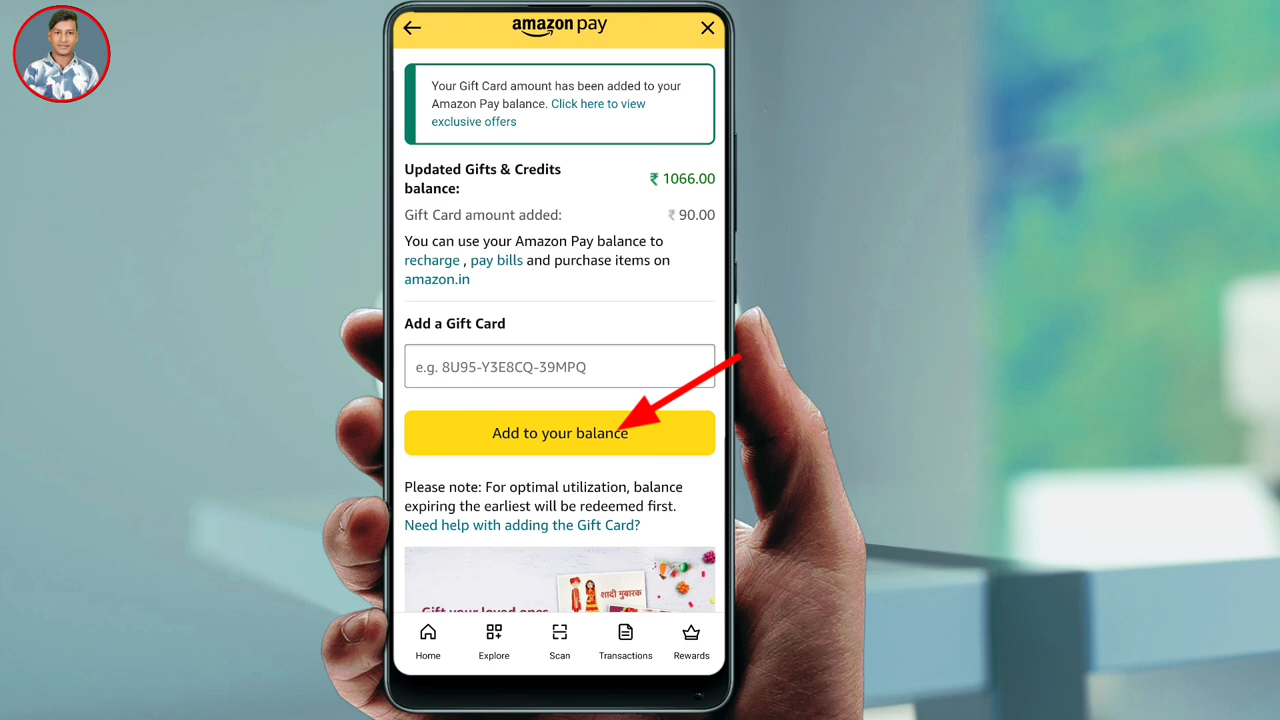 amazon pay
Your Gift Card amount has been added to your
Amazon Pay balance. Click here to view
exclusive offers
Updated Gifts & Credits
balance:
₹ 1066.00
Gift Card amount added:
₹ 90.00
You can use your Amazon Pay balance to
recharge , pay bills and purchase items on
amazon.in
Add a Gift Card
e.g. 8U95-Y3E8CQ-39MPQ
Add to your balance
Please note: For optimal utilization, balance
expiring the earliest will be redeemed first.
Need help with adding the Gift Card?
शादी मुबारक
Gift your loved ones
Home
Explore
Scan
Transactions
Rewards